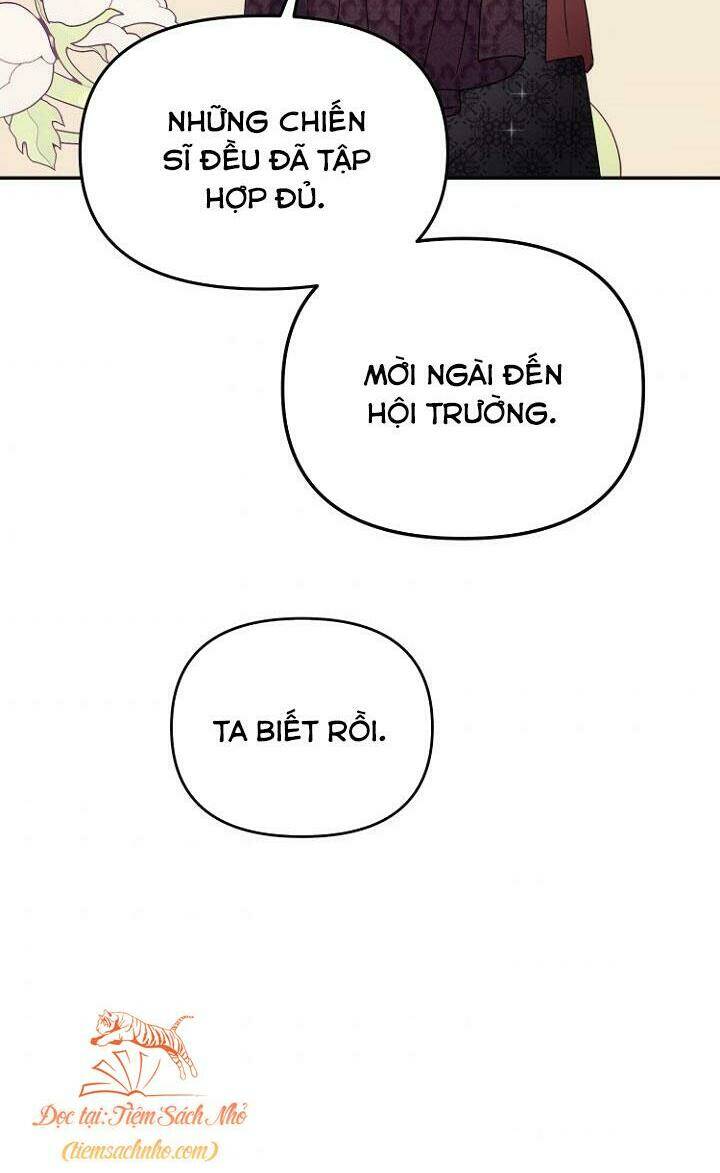 NHỮNG CHIẾN
SĨ ĐỀU ĐÃ TẬP
HỢP ĐỦ.
MỜI NGÀI ĐẾN
HỘI TRƯỜNG.
TA BIẾT RỒI.
Đọc tại: Tiệm Sách Nhỏ
(tiemsachnho.com)